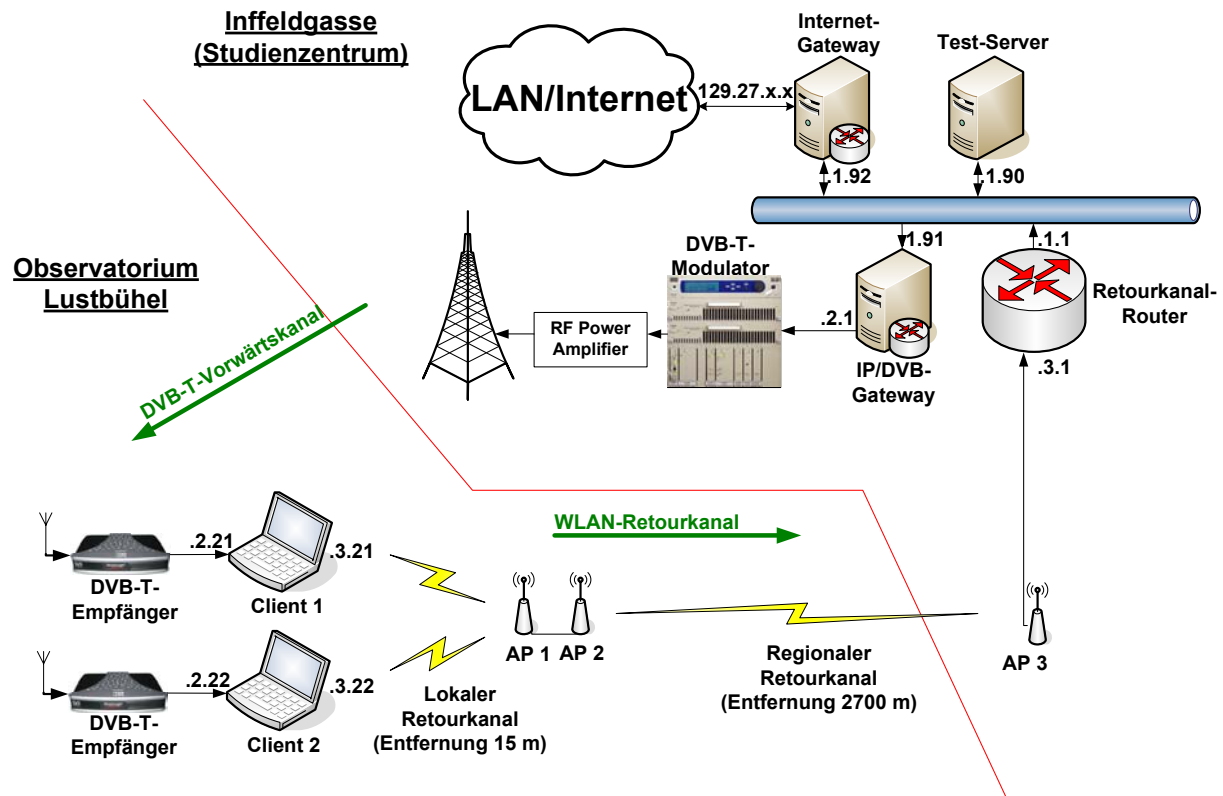 Inffeldgasse
(Studienzentrum)
Internet-
Gateway
Test-Server
LAN/Internet
129.27.x.x
.1.92
.1.90
Observatorium
Lustbühel
DVB-T-
Modulator
.1.91
.1.1
Retourkanal-
Router
RF Power
Amplifier
.2.1
IP/DVB-
Gateway
.3.1
DVB-T-Vorwärtskanal
WLAN-Retourkanal
.2.21
.3.21
DVB-T-
Empfänger
Client 1
AP 1
AP 2
AP 3
.2.22
.3.22
DVB-T-
Empfänger
Client 2
Lokaler
Retourkanal
(Entfernung 15 m)
Regionaler
Retourkanal
(Entfernung 2700 m)